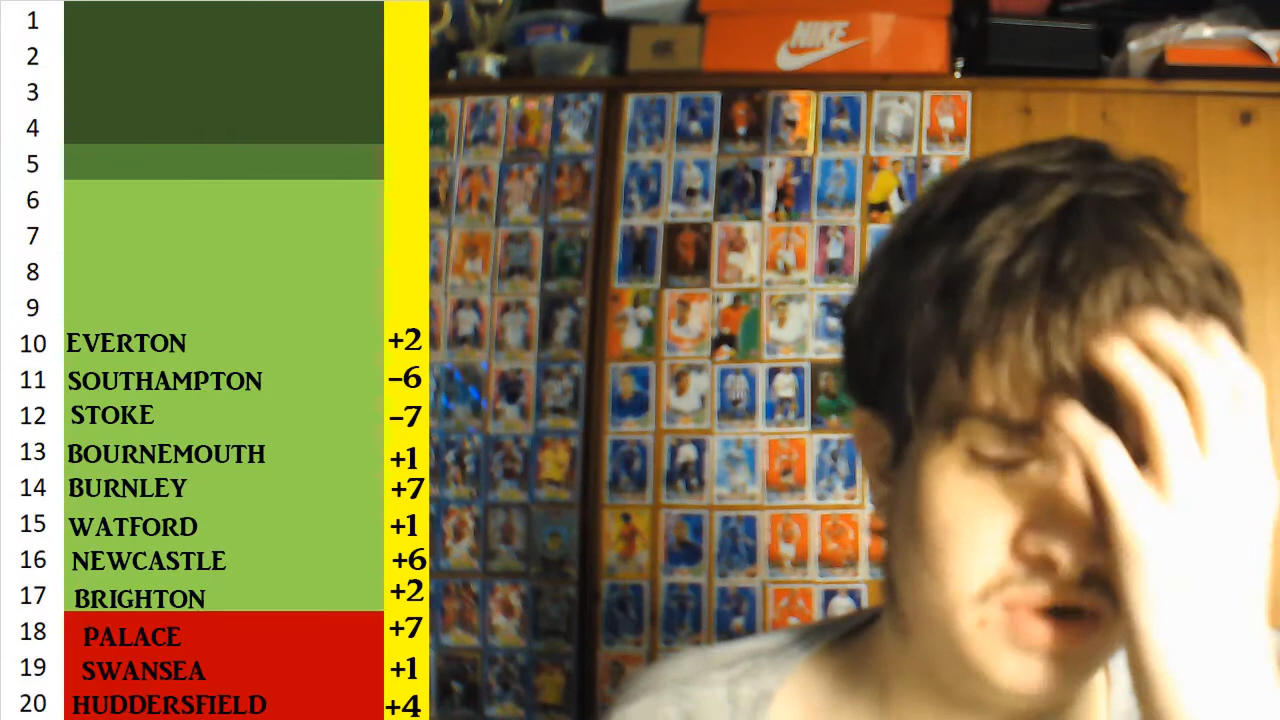 1
2
3
4
5
6
7
8
9
10 EVERTON +2
11 SOUTHAMPTON -6
12 STOKE -7
13 BOURNEMOUTH +1
14 BURNLEY +7
15 WATFORD +1
16 NEWCASTLE +6
17 BRIGHTON +2
18 PALACE +7
19 SWANSEA +1
20 HUDDERSFIELD +4
NIKE